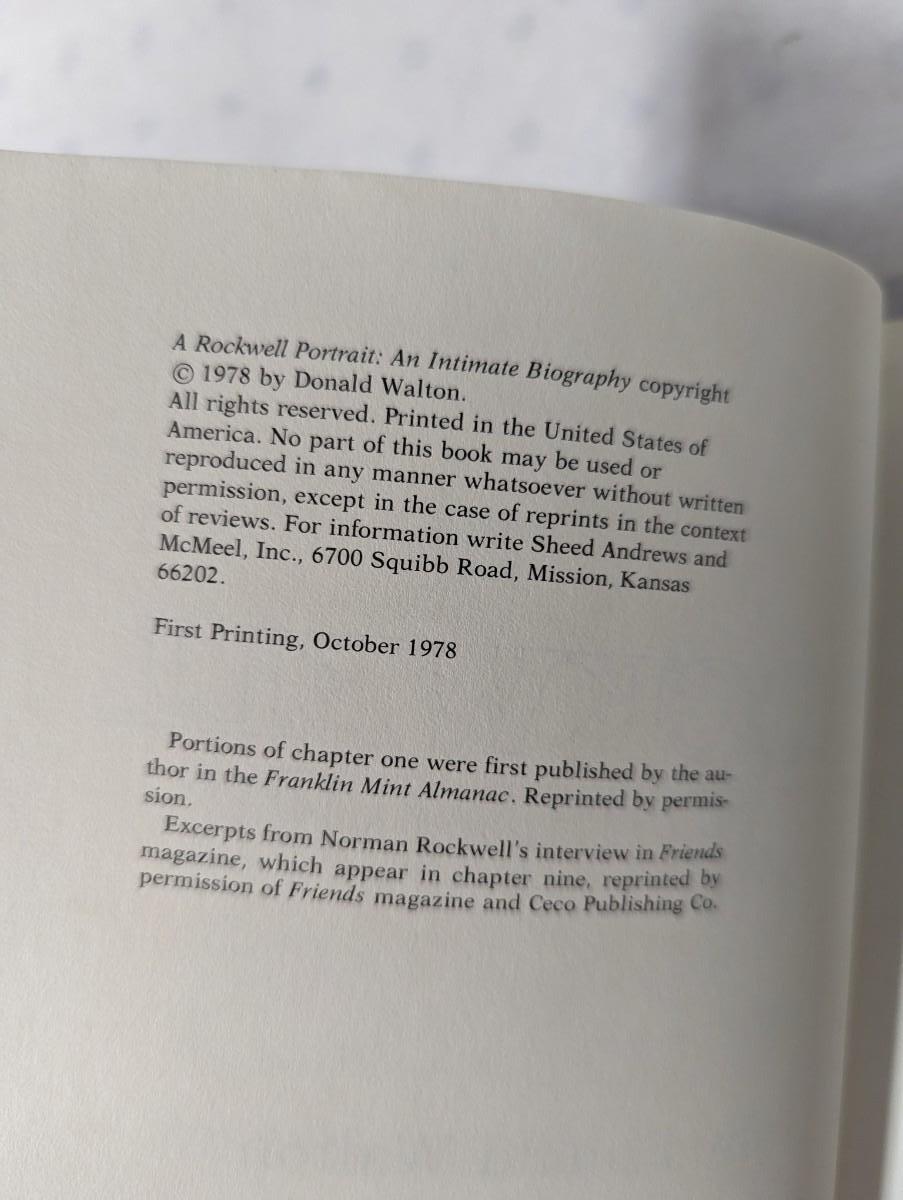 A Rockwell Portrait: An Intimate Biography copyright
© 1978 by Donald Walton.
All rights reserved. Printed in the United States of
America. No part of this book may be used or
reproduced in any manner whatsoever without written
permission, except in the case of reprints in the context
of reviews. For information write Sheed Andrews and
McMeel, Inc., 6700 Squibb Road, Mission, Kansas
66202.
First Printing, October 1978
Portions of chapter one were first published by the au-
thor in the Franklin Mint Almanac. Reprinted by permis-
sion.
Excerpts from Norman Rockwell's interview in Friends
magazine, which appear in chapter nine, reprinted by
permission of Friends magazine and Ceco Publishing Co.